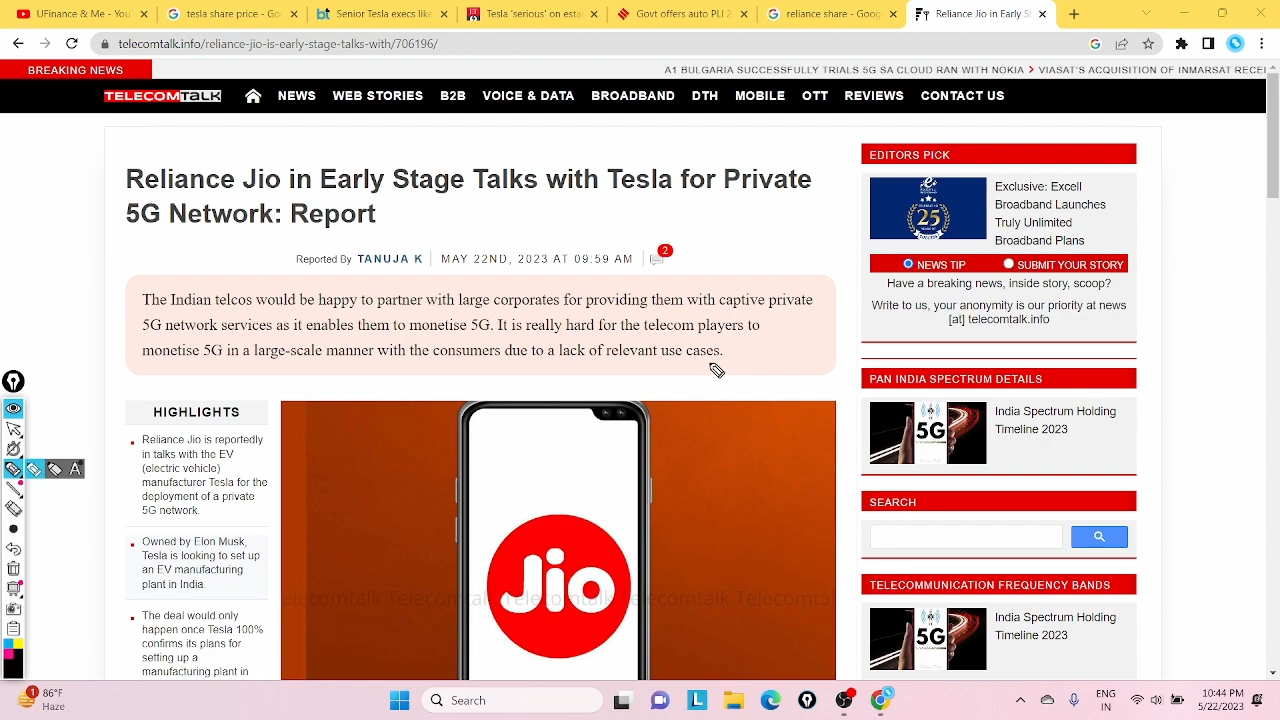 UFinance & Me - You
tesla share price - Goo
Senior Tesla execs like
Tesla 'serious' on estal
Govt offers auto PLI 2
reliance share - Goog
Reliance Jio in Early St
telecomtalk.info/reliance-jio-is-early-stage-talks-with/706196/
BREAKING NEWS
A1 BULGARIA SUCCESSFULLY TRIALS 5G SA CLOUD RAN WITH NOKIA > VIASAT'S ACQUISITION OF INMARSAT RECEI
TELECOMTALK
NEWS WEB STORIES B2B VOICE & DATA BROADBAND DTH MOBILE OTT REVIEWS CONTACT US
Reliance Jio in Early Stage Talks with Tesla for Private
5G Network: Report
Reported By TANUJA K | MAY 22ND, 2023 AT 09:59 AM | 2
The Indian telcos would be happy to partner with large corporates for providing them with captive private
5G network services as it enables them to monetise 5G. It is really hard for the telecom players to
monetise 5G in a large-scale manner with the consumers due to a lack of relevant use cases.
HIGHLIGHTS
Reliance Jio is reportedly
in talks with the EV
(electric vehicle)
manufacturer Tesla for the
deployment of a private
5G network
Owned by Elon Musk,
Tesla is looking to set up
an EV manufacturing
plant in India.
The deal would only
happen once Tesla 100%
confirms its plans for
setting up a
manufacturing plant in
Jio
Telecomtalk Telecomtalk
EDITORS PICK
25
Exclusive: Excell
Broadband Launches
Truly Unlimited
Broadband Plans
NEWS TIP SUBMIT YOUR STORY
Have a breaking news, inside story, scoop?
Write to us, your anonymity is our priority at news
[at] telecomtalk.info
PAN INDIA SPECTRUM DETAILS
5G
India Spectrum Holding
Timeline 2023
SEARCH
TELECOMMUNICATION FREQUENCY BANDS
5G
India Spectrum Holding
Timeline 2023
A
1
86°F
Haze
Search
ENG
IN
10:44 PM
5/22/2023